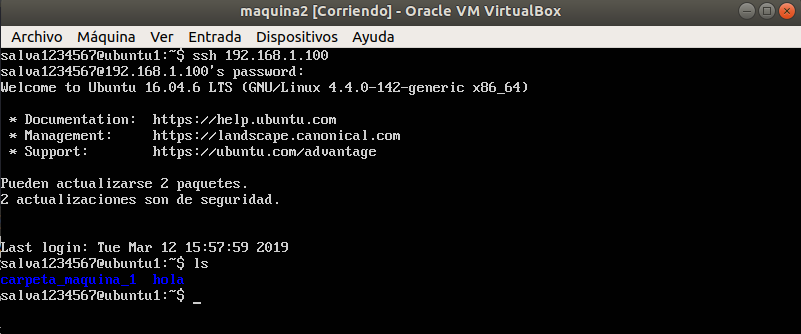 maquina2 [Corriendo] - Oracle VM VirtualBox
Archivo Máquina Ver Entrada Dispositivos Ayuda
salva1234567@ubuntu1:~$ ssh 192.168.1.100
salva1234567@192.168.1.100's password:
Welcome to Ubuntu 16.04.6 LTS (GNU/Linux 4.4.0-142-generic x86_64)
* Documentation: https://help.ubuntu.com
* Management: https://landscape.canonical.com
* Support: https://ubuntu.com/advantage
Pueden actualizarse 2 paquetes.
2 actualizaciones son de seguridad.
Last login: Tue Mar 12 15:57:59 2019
salva1234567@ubuntu1:~$ ls
carpeta_maquina_1 hola
salva1234567@ubuntu1:~$ _